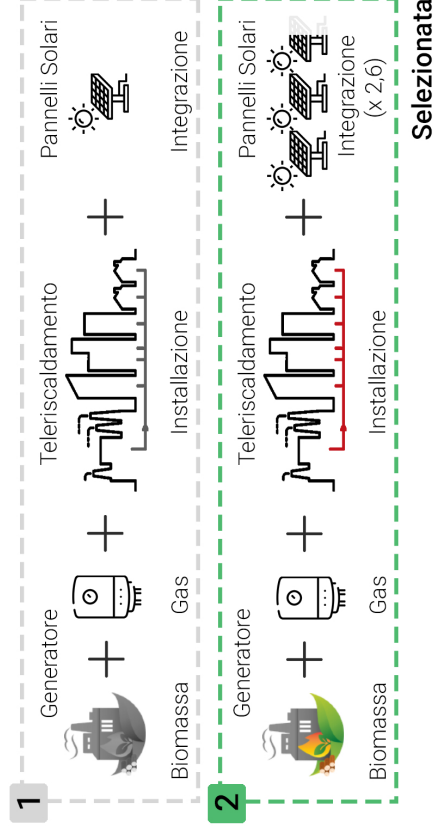 1
Generatore
Teleriscaldamento
Pannelli Solari
Biomassa
Gas
Installazione
Integrazione
2
Generatore
Teleriscaldamento
Pannelli Solari
Biomassa
Gas
Installazione
Integrazione
(x 2,6)
Selezionata